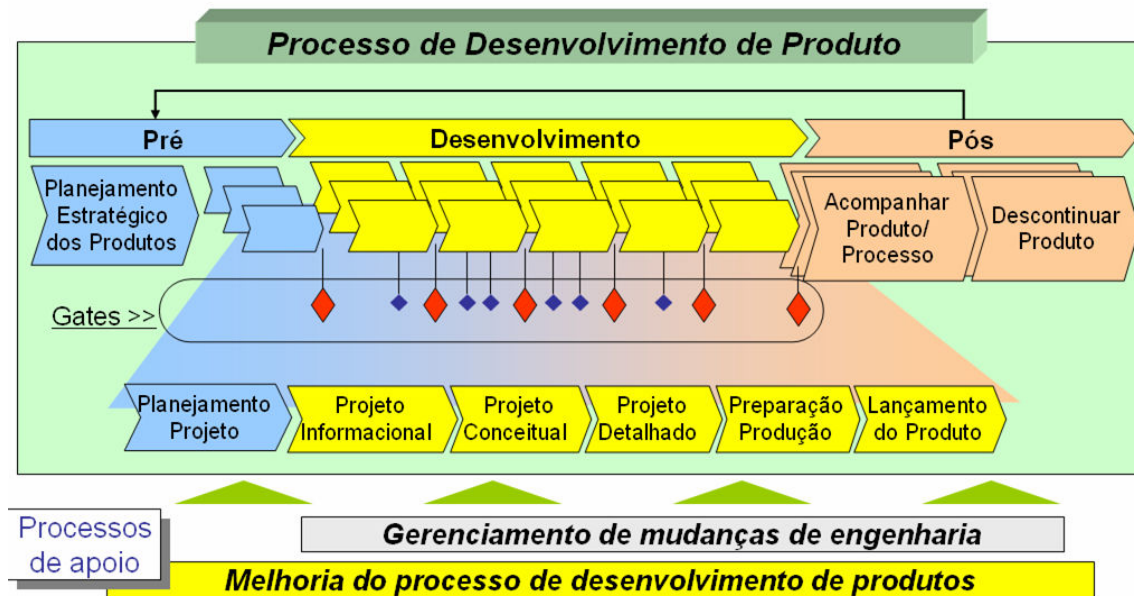 Processo de Desenvolvimento de Produto
Pré
Desenvolvimento
Pós
Planejamento
Estratégico
dos Produtos
Acompanhar
Produto/
Processo
Descontinuar
Produto
Gates >>
Planejamento
Projeto
Projeto
Informacional
Projeto
Conceitual
Projeto
Detalhado
Preparação
Produção
Lançamento
do Produto
Processos
de apoio
Gerenciamento de mudanças de engenharia
Melhoria do processo de desenvolvimento de produtos